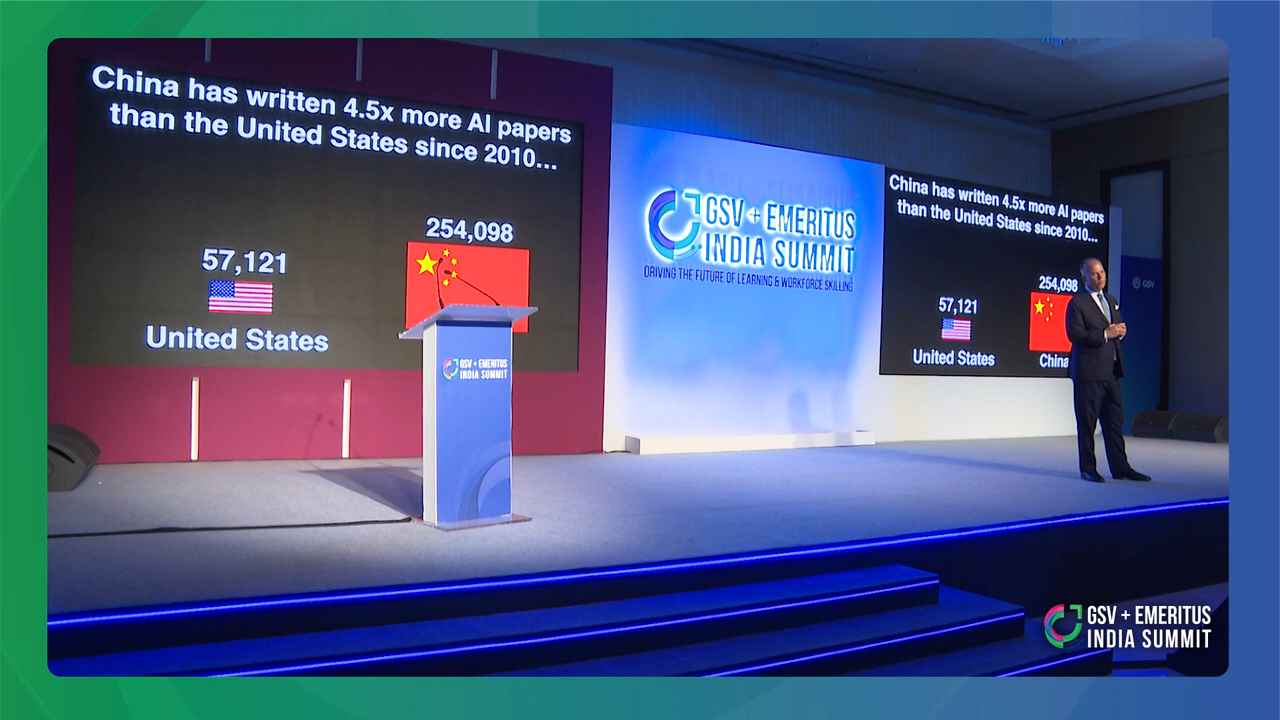 China has written 4.5x more AI papers
than the United States since 2010...
57,121
254,098
United States
GSV + EMERITUS
INDIA SUMMIT
GSV + EMERITUS
INDIA SUMMIT
DRIVING THE FUTURE OF LEARNING & WORKFORCE SKILLING
China has written 4.5x more AI papers
than the United States since 2010...
57,121
254,098
United States
China
GSV
GSV + EMERITUS
INDIA SUMMIT